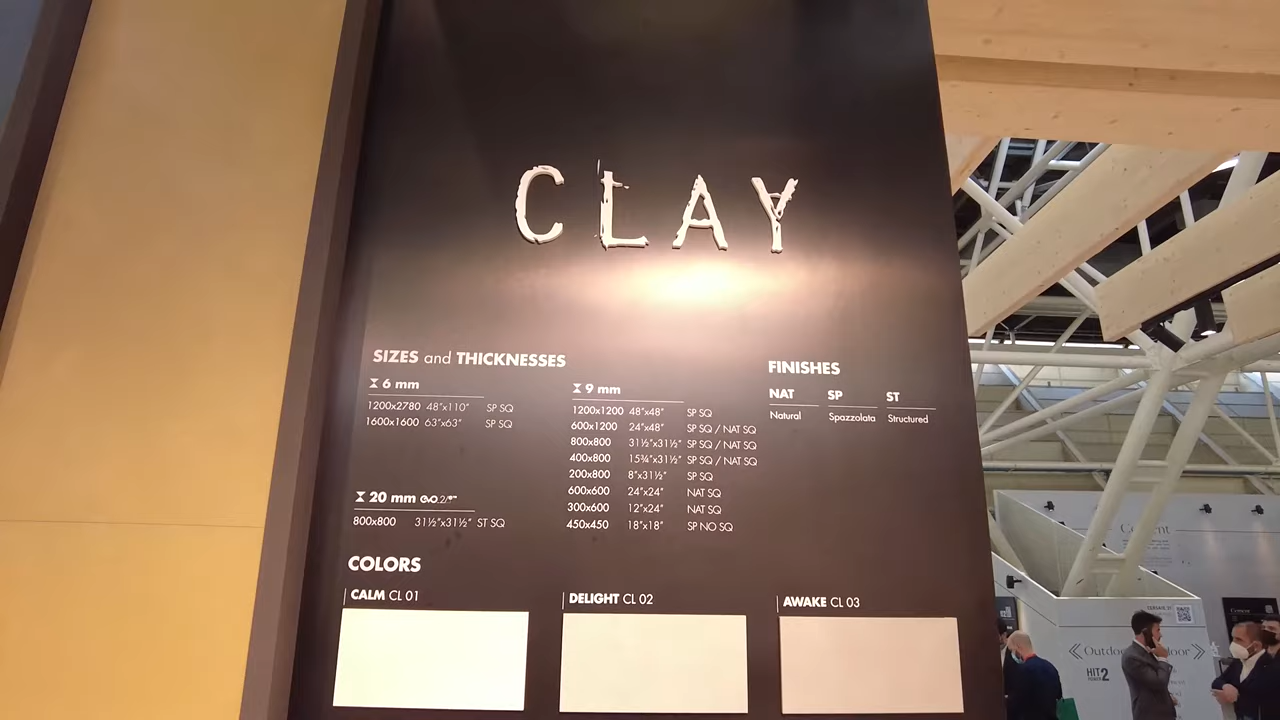 CLAY
SIZES and THICKNESSES
6 mm
1200x2780 48"x110" SP SQ
1600x1600 63"x63" SP SQ
20 mm
800x800 31½"x31½" ST SQ
9 mm
1200x1200 48"x48" SP SQ
600x1200 24"x48" SP SQ / NAT SQ
800x800 31½"x31½" SP SQ / NAT SQ
400x800 15¾"x31½" SP SQ / NAT SQ
200x800 8"x31½" SP SQ
600x600 24"x24" NAT SQ
300x600 12"x24" NAT SQ
450x450 18"x18" SP NO SQ
FINISHES
NAT SP ST
Natural Spazzolata Structured
COLORS
CALM CL 01
DELIGHT CL 02
AWAKE CL 03
HIT2